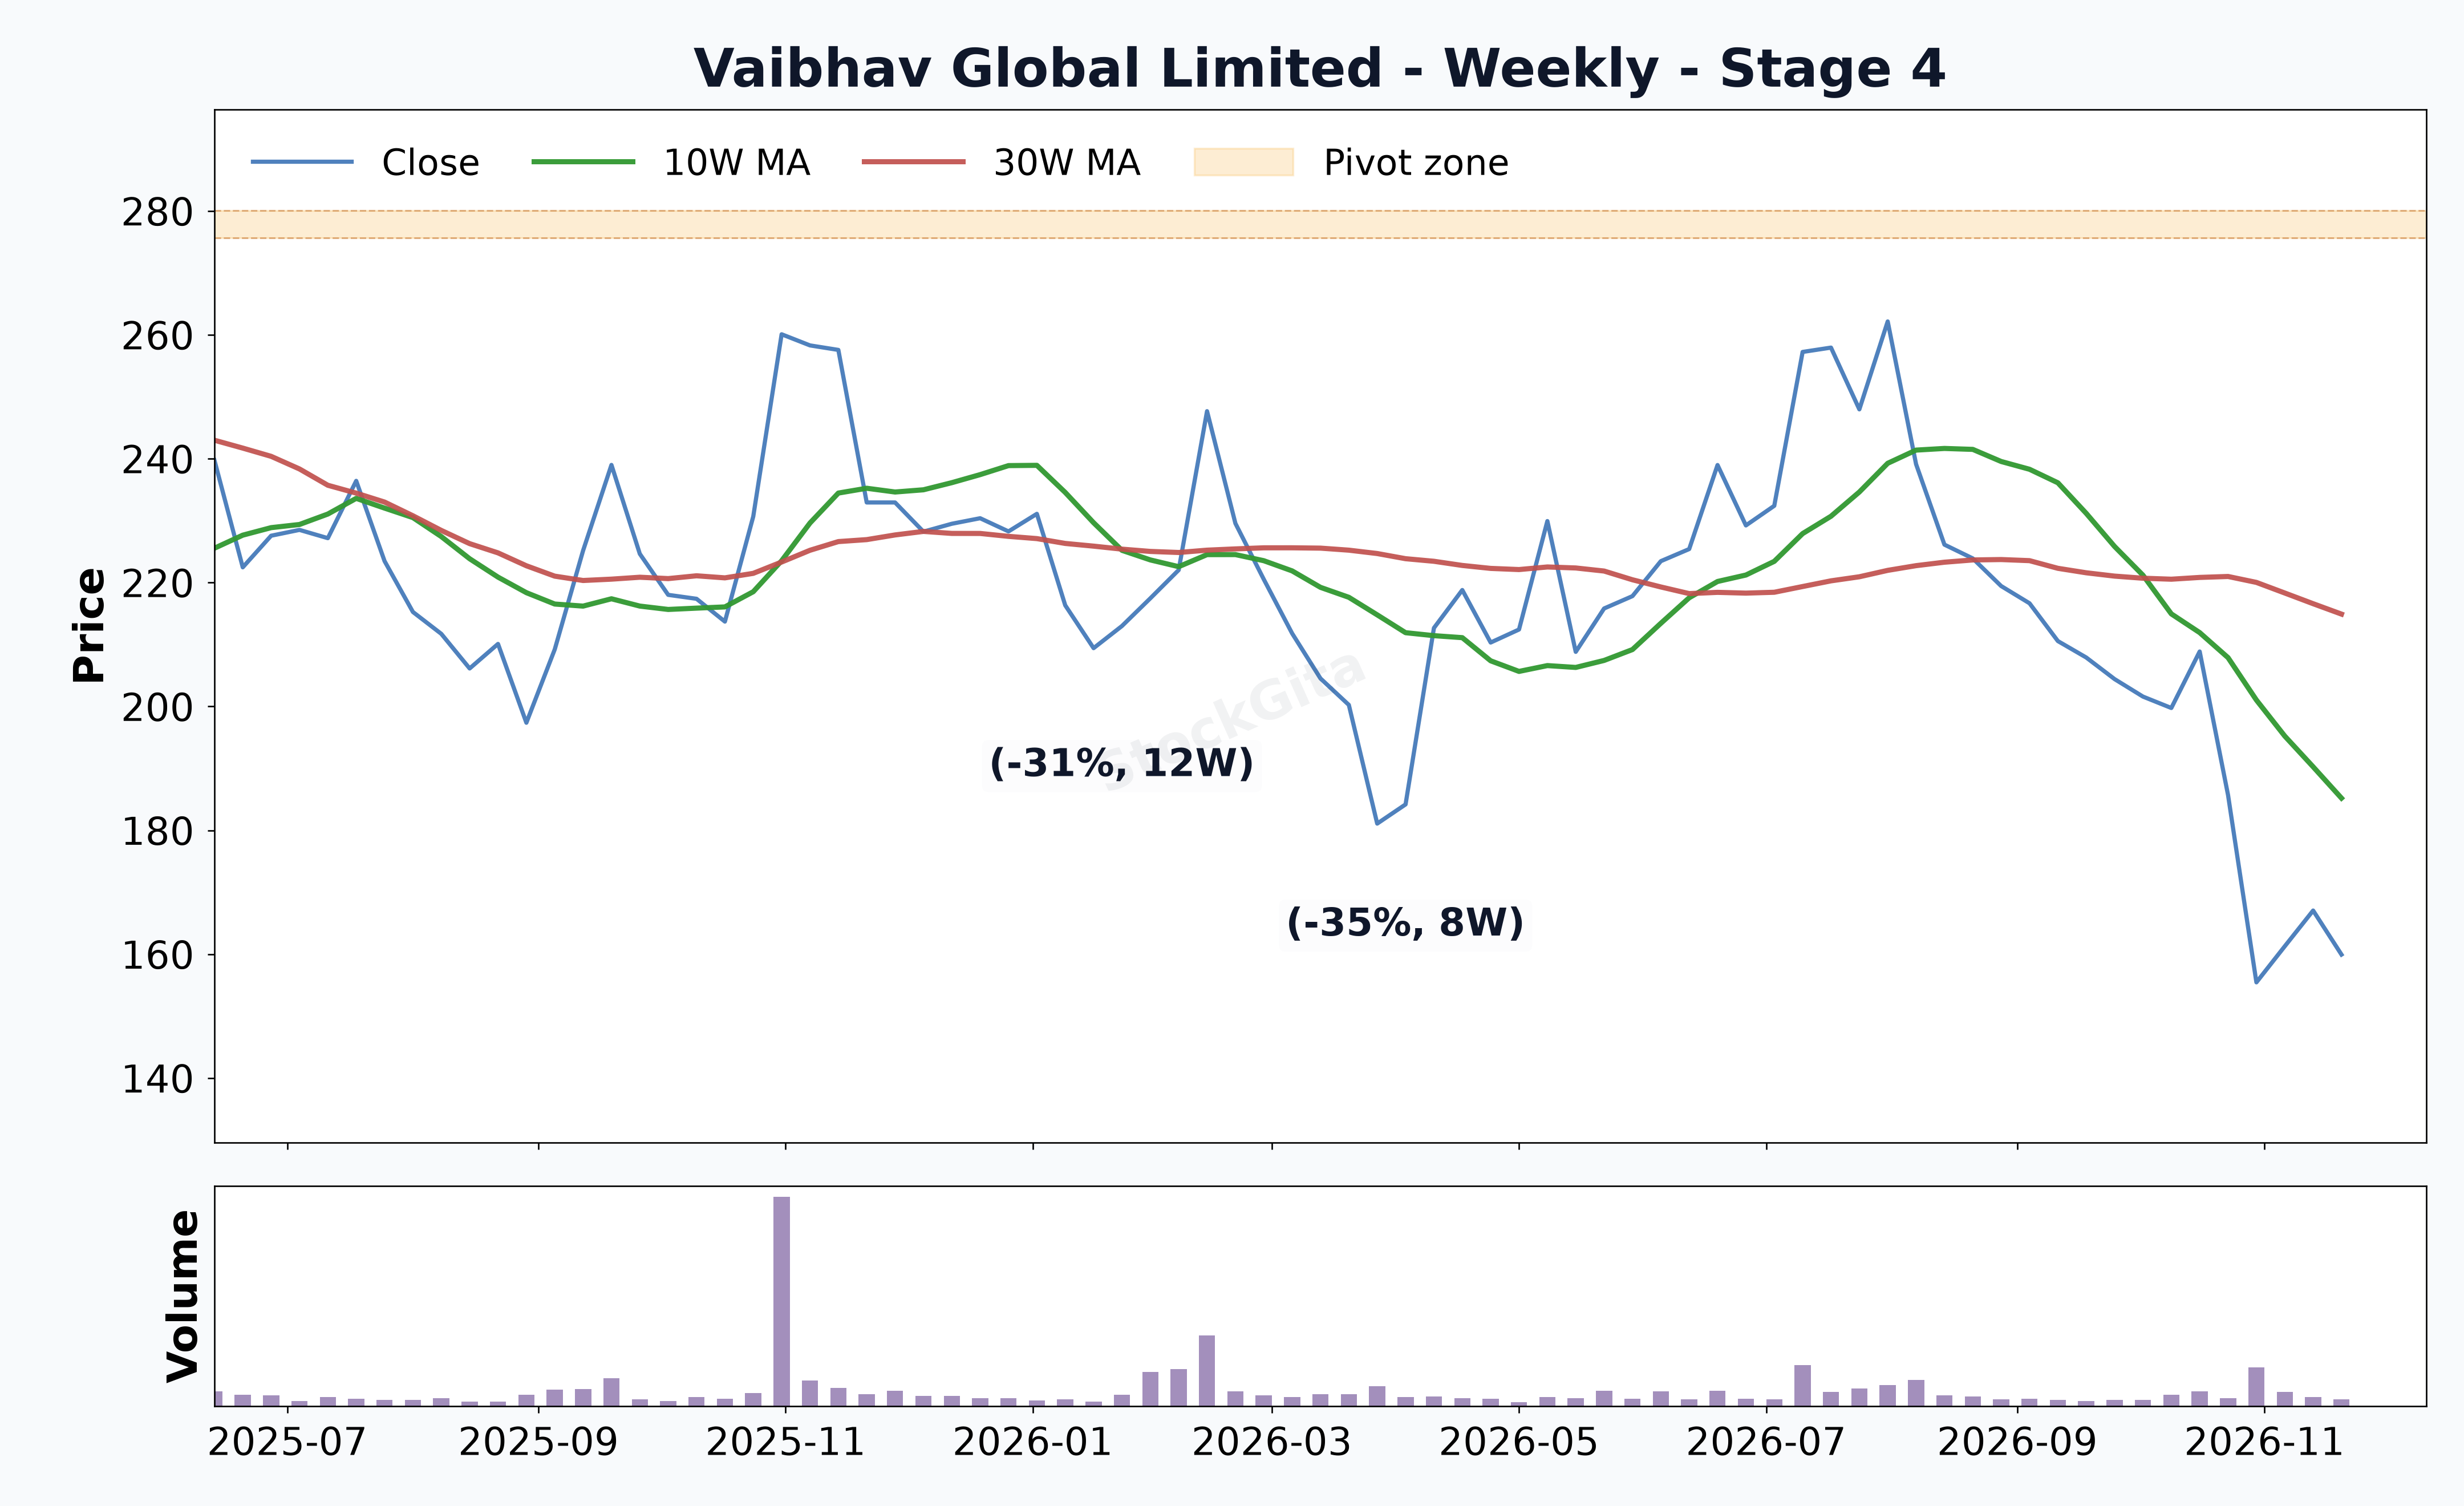 Vaibhav Global Limited - Weekly - Stage 4
Close
10W MA
30W MA
Pivot zone
280
260
240
220
200
180
160
140
Price
StockGita
(-31%, 12W)
(-35%, 8W)
Volume
2025-07
2025-09
2025-11
2026-01
2026-03
2026-05
2026-07
2026-09
2026-11